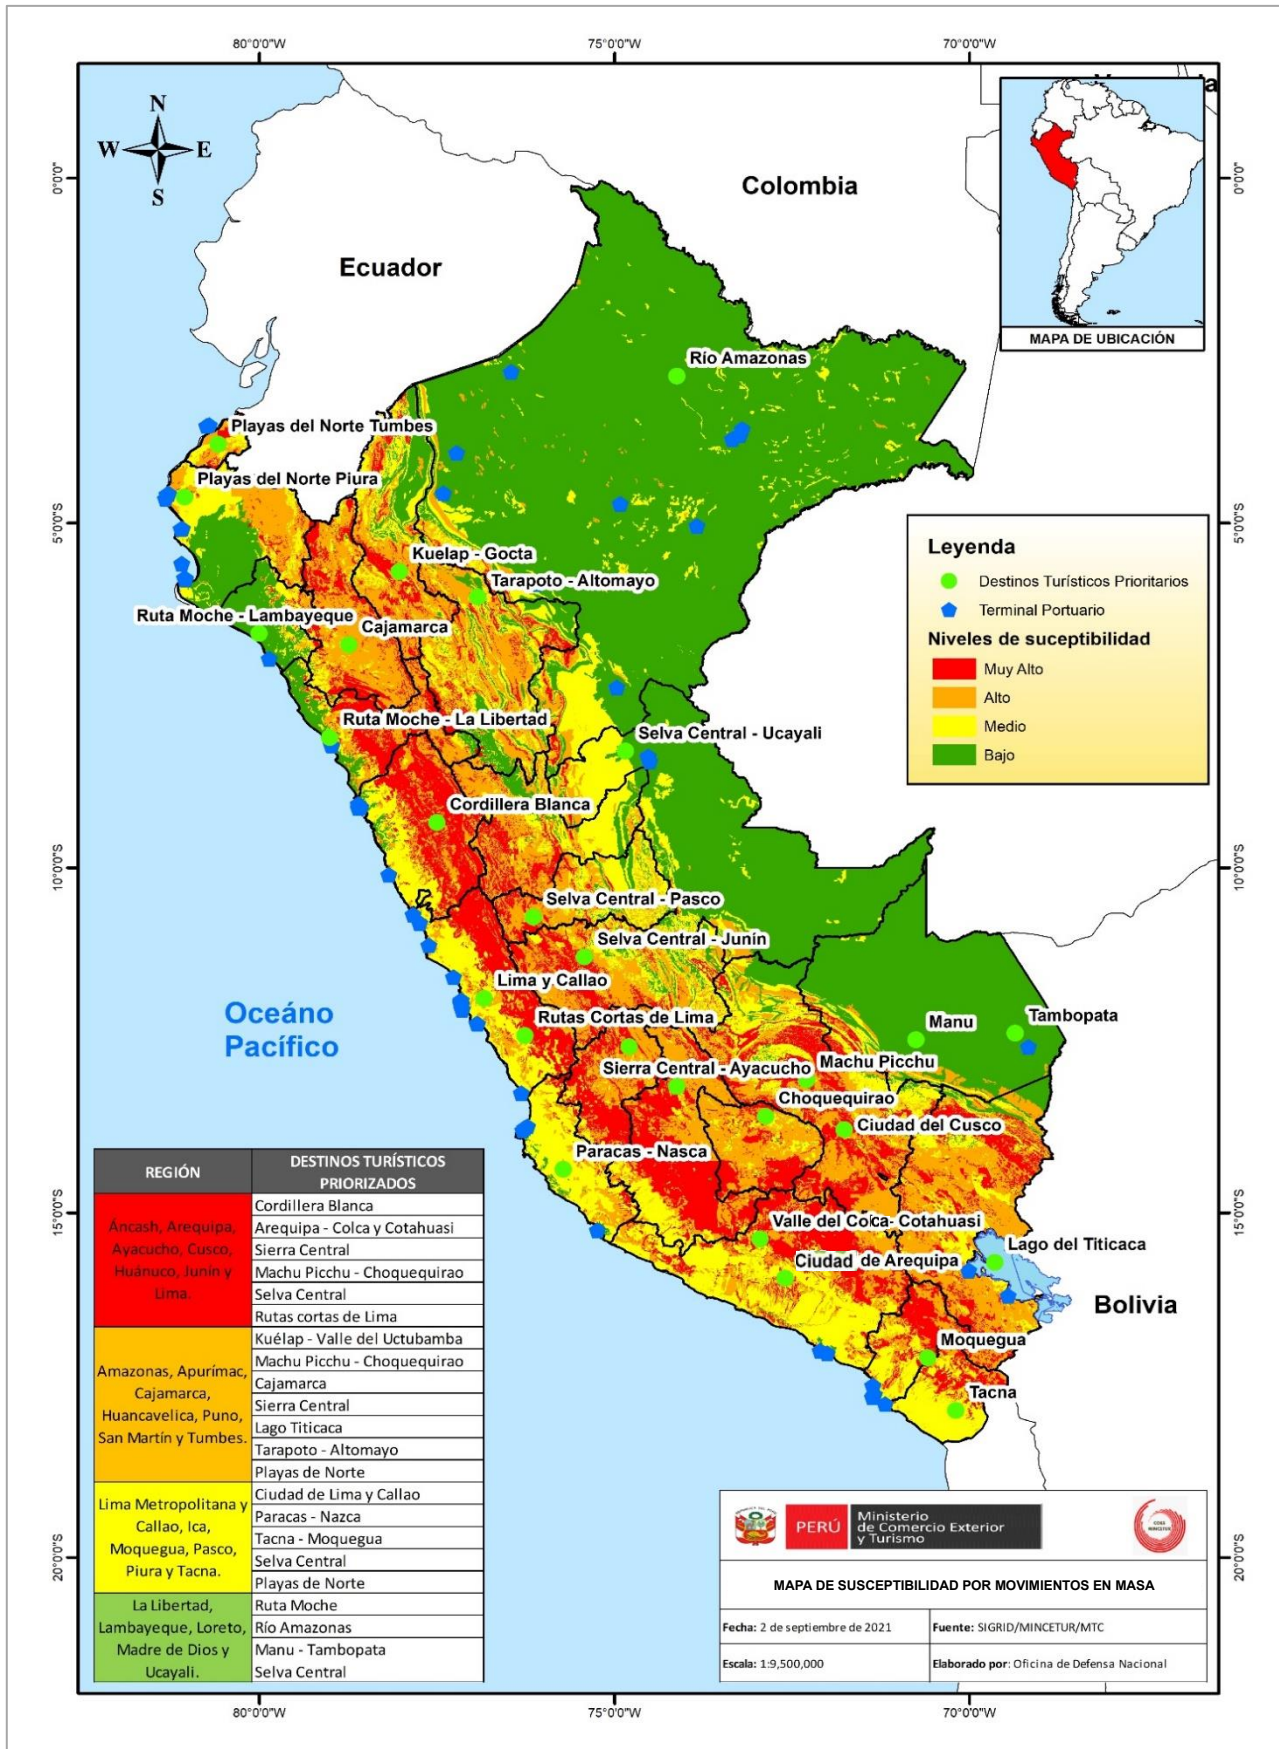 80°0'0"W
75°0'0"W
70°0'0"W
N
W
E
S
0°0'0"
0°0'0"
5°0'0"S
5°0'0"S
10°0'0"S
10°0'0"S
15°0'0"S
15°0'0"S
20°0'0"S
20°0'0"S
Colombia
Ecuador
MAPA DE UBICACIÓN
Río Amazonas
Playas del Norte Tumbes
Playas del Norte Piura
Kuelap - Gocta
Tarapoto - Altomayo
Ruta Moche - Lambayeque
Cajamarca
Ruta Moche - La Libertad
Selva Central - Ucayali
Cordillera Blanca
Selva Central - Pasco
Selva Central - Junín
Lima y Callao
Rutas Cortas de Lima
Manu
Tambopata
Machu Picchu
Sierra Central - Ayacucho
Choquequirao
Ciudad del Cusco
Paracas - Nasca
Valle del Colca- Cotahuasi
Ciudad de Arequipa
Lago del Titicaca
Bolivia
Moquegua
Tacna
Oceáno
Pacífico
Leyenda
Destinos Turísticos Prioritarios
Terminal Portuario
Niveles de suceptibilidad
Muy Alto
Alto
Medio
Bajo
REGIÓN
DESTINOS TURÍSTICOS
PRIORIZADOS
Áncash, Arequipa,
Ayacucho, Cusco,
Huánuco, Junín y
Lima.
Cordillera Blanca
Arequipa - Colca y Cotahuasi
Sierra Central
Machu Picchu - Choquequirao
Selva Central
Rutas cortas de Lima
Amazonas, Apurímac,
Cajamarca,
Huancavelica, Puno,
San Martín y Tumbes.
Kuélap - Valle del Uctubamba
Machu Picchu - Choquequirao
Cajamarca
Sierra Central
Lago Titicaca
Tarapoto - Altomayo
Playas de Norte
Lima Metropolitana y
Callao, Ica,
Moquegua, Pasco,
Piura y Tacna.
Ciudad de Lima y Callao
Paracas - Nazca
Tacna - Moquegua
Selva Central
Playas de Norte
La Libertad,
Lambayeque, Loreto,
Madre de Dios y
Ucayali.
Ruta Moche
Río Amazonas
Manu - Tambopata
Selva Central
PERÚ
Ministerio
de Comercio Exterior
y Turismo
MAPA DE SUSCEPTIBILIDAD POR MOVIMIENTOS EN MASA
Fecha: 2 de septiembre de 2021
Fuente: SIGRID/MINCETUR/MTC
Escala: 1:9,500,000
Elaborado por: Oficina de Defensa Nacional
80°0'0"W
75°0'0"W
70°0'0"W